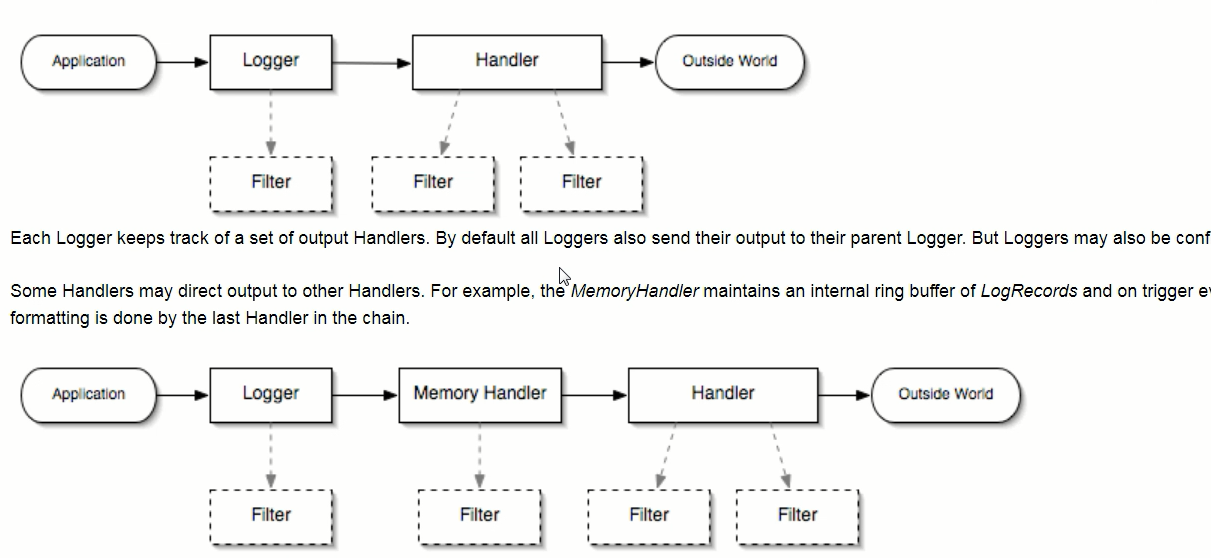 Application Logger Handler Outside World
Filter Filter Filter
Each Logger keeps track of a set of output Handlers. By default all Loggers also send their output to their parent Logger. But Loggers may also be conf
Some Handlers may direct output to other Handlers. For example, the MemoryHandler maintains an internal ring buffer of LogRecords and on trigger ev
formatting is done by the last Handler in the chain.
Application Logger Memory Handler Handler Outside World
Filter Filter Filter Filter